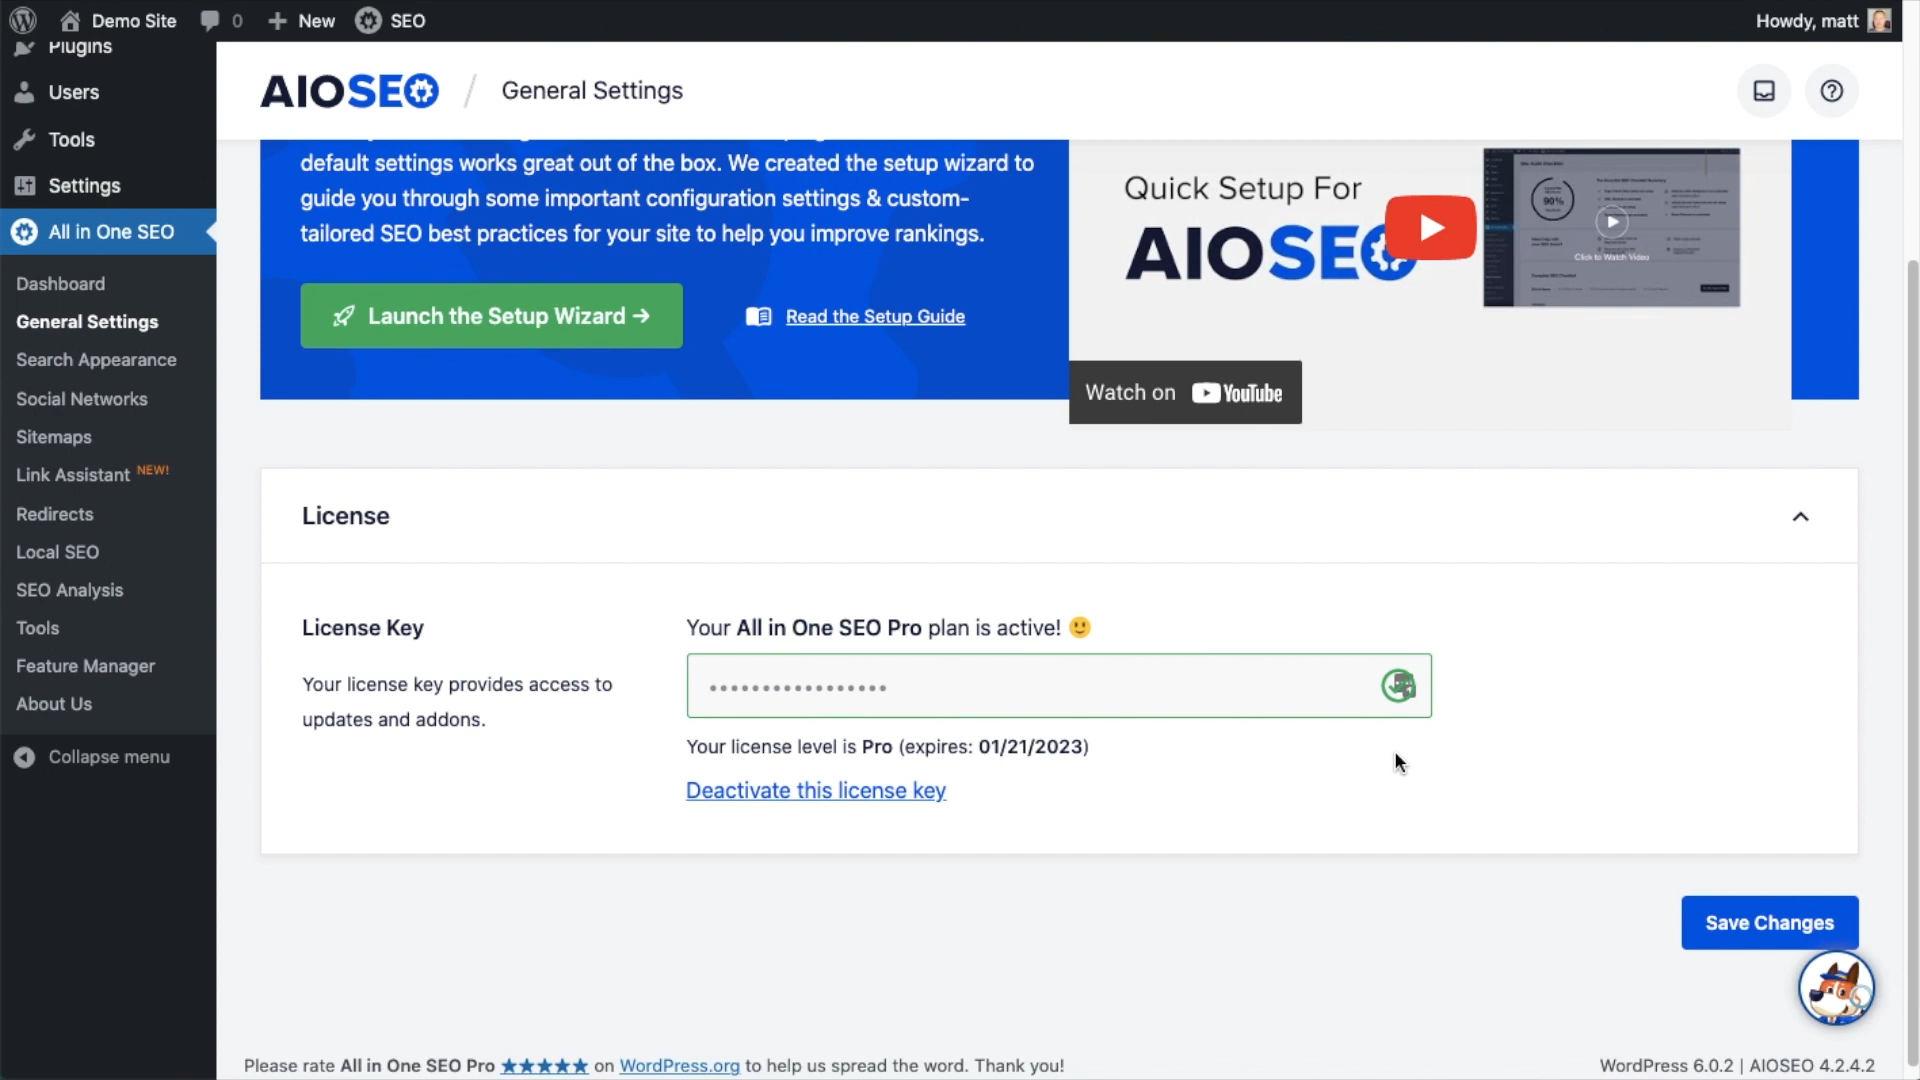 Demo Site
0
New
SEO
Howdy, matt
Plugins
Users
Tools
Settings
All in One SEO
Dashboard
General Settings
Search Appearance
Social Networks
Sitemaps
Link Assistant NEW!
Redirects
Local SEO
SEO Analysis
Tools
Feature Manager
About Us
Collapse menu
AIOSEO / General Settings
default settings works great out of the box. We created the setup wizard to
guide you through some important configuration settings & custom-
tailored SEO best practices for your site to help you improve rankings.
Launch the Setup Wizard →
Read the Setup Guide
Quick Setup For
AIOSEO
90%
Click to Watch Video
Watch on YouTube
License
License Key
Your license key provides access to
updates and addons.
Your All in One SEO Pro plan is active! 🙂
•••••••••••••••••
Your license level is Pro (expires: 01/21/2023)
Deactivate this license key
Save Changes
Please rate All in One SEO Pro ★★★★★ on WordPress.org to help us spread the word. Thank you!
WordPress 6.0.2 | AIOSEO 4.2.4.2